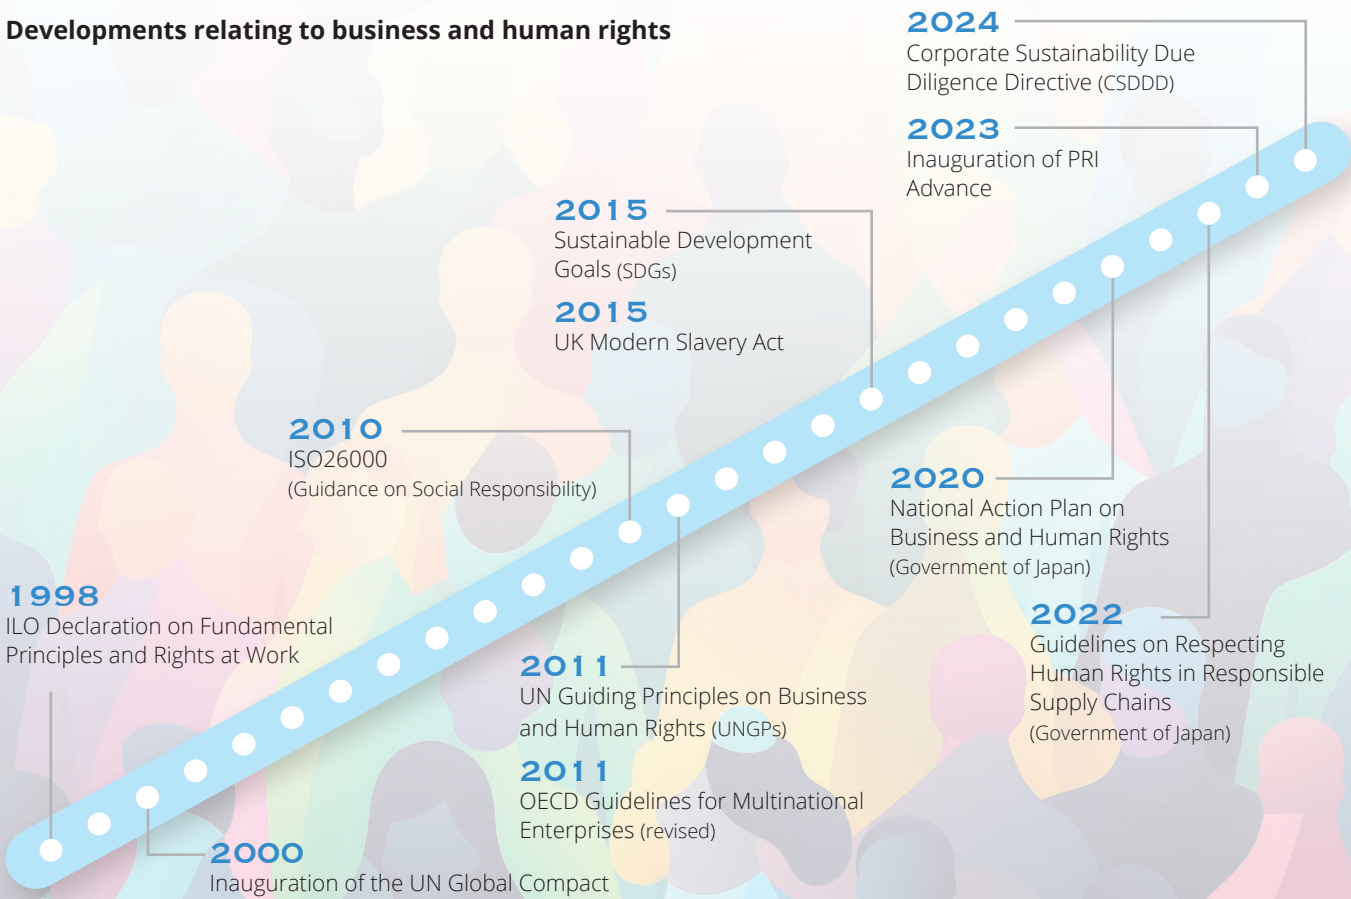 Developments relating to business and human rights
2024
Corporate Sustainability Due
Diligence Directive (CSDDD)
2023
Inauguration of PRI
Advance
2015
Sustainable Development
Goals (SDGs)
2015
UK Modern Slavery Act
2010
ISO26000
(Guidance on Social Responsibility)
2020
National Action Plan on
Business and Human Rights
(Government of Japan)
1998
ILO Declaration on Fundamental
Principles and Rights at Work
2022
Guidelines on Respecting
Human Rights in Responsible
Supply Chains
(Government of Japan)
2011
UN Guiding Principles on Business
and Human Rights (UNGPs)
2011
OECD Guidelines for Multinational
Enterprises (revised)
2000
Inauguration of the UN Global Compact